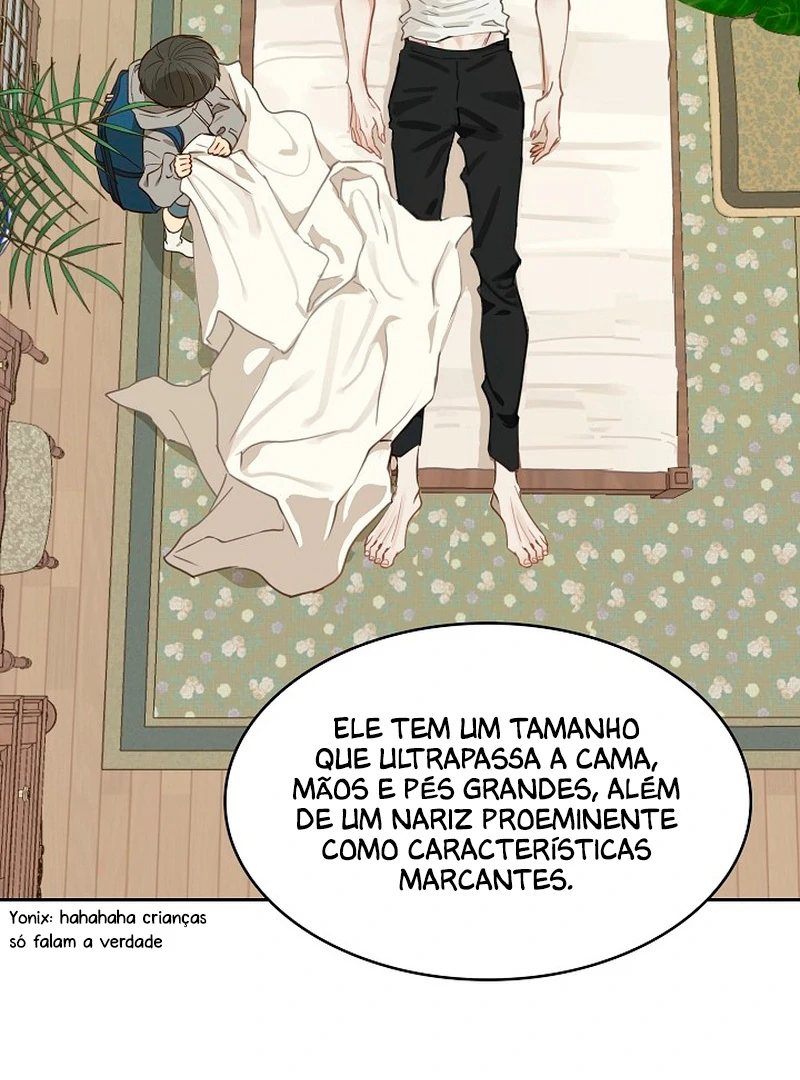 ELE TEM UM TAMANHO
QUE ULTRAPASSA A CAMA,
MÃOS E PÉS GRANDES, ALÉM
DE UM NARIZ PROEMINENTE
COMO CARACTERÍSTICAS
MARCANTES.
Yonix: hahahaha crianças
só falam a verdade